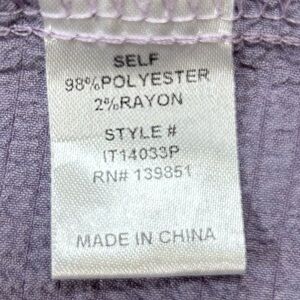 SELF
98%POLYESTER
2%RAYON
STYLE #
IT14033P
RN# 139851
MADE IN CHINA